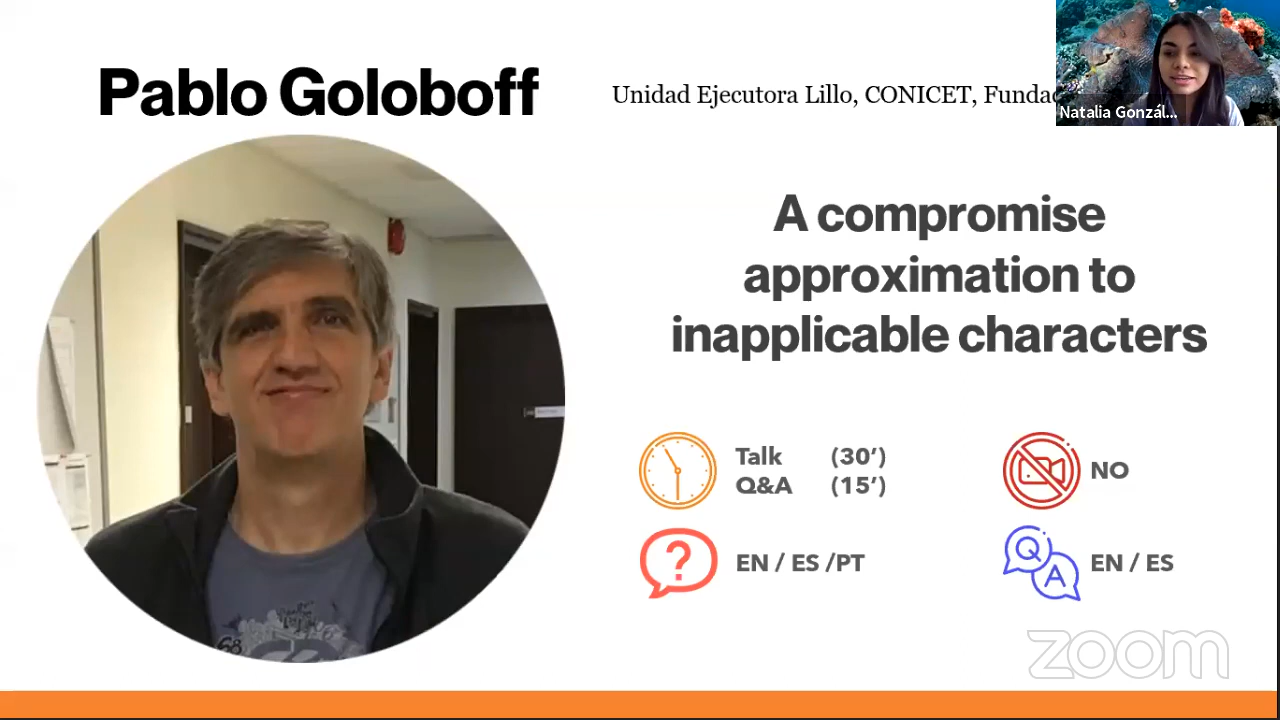 Pablo Goloboff
Unidad Ejecutora Lillo, CONICET,
Natalia Gonzál...
A compromise
approximation to
inapplicable characters
Talk (30’)
Q&A (15’)
NO
EN / ES /PT
Q
A
EN / ES
zoom
68